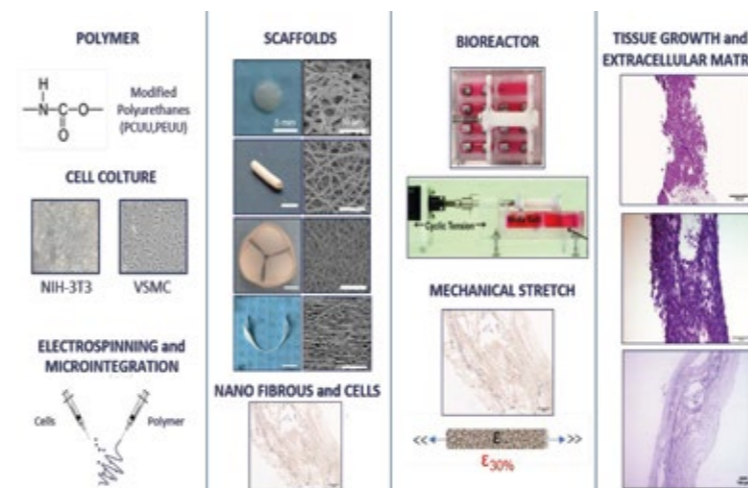 POLYMER
H
-N-C-O-
O
Modified
Polyurethanes
(PCUU,PEUU)
CELL COLTURE
NIH-3T3
VSMC
ELECTROSPINNING and
MICROINTEGRATION
Cells
Polymer
SCAFFOLDS
5 mm
NANO FIBROUS and CELLS
BIOREACTOR
Cyclic Tension
MECHANICAL STRETCH
<< ε >>
ε30%
TISSUE GROWTH and
EXTRACELLULAR MATR